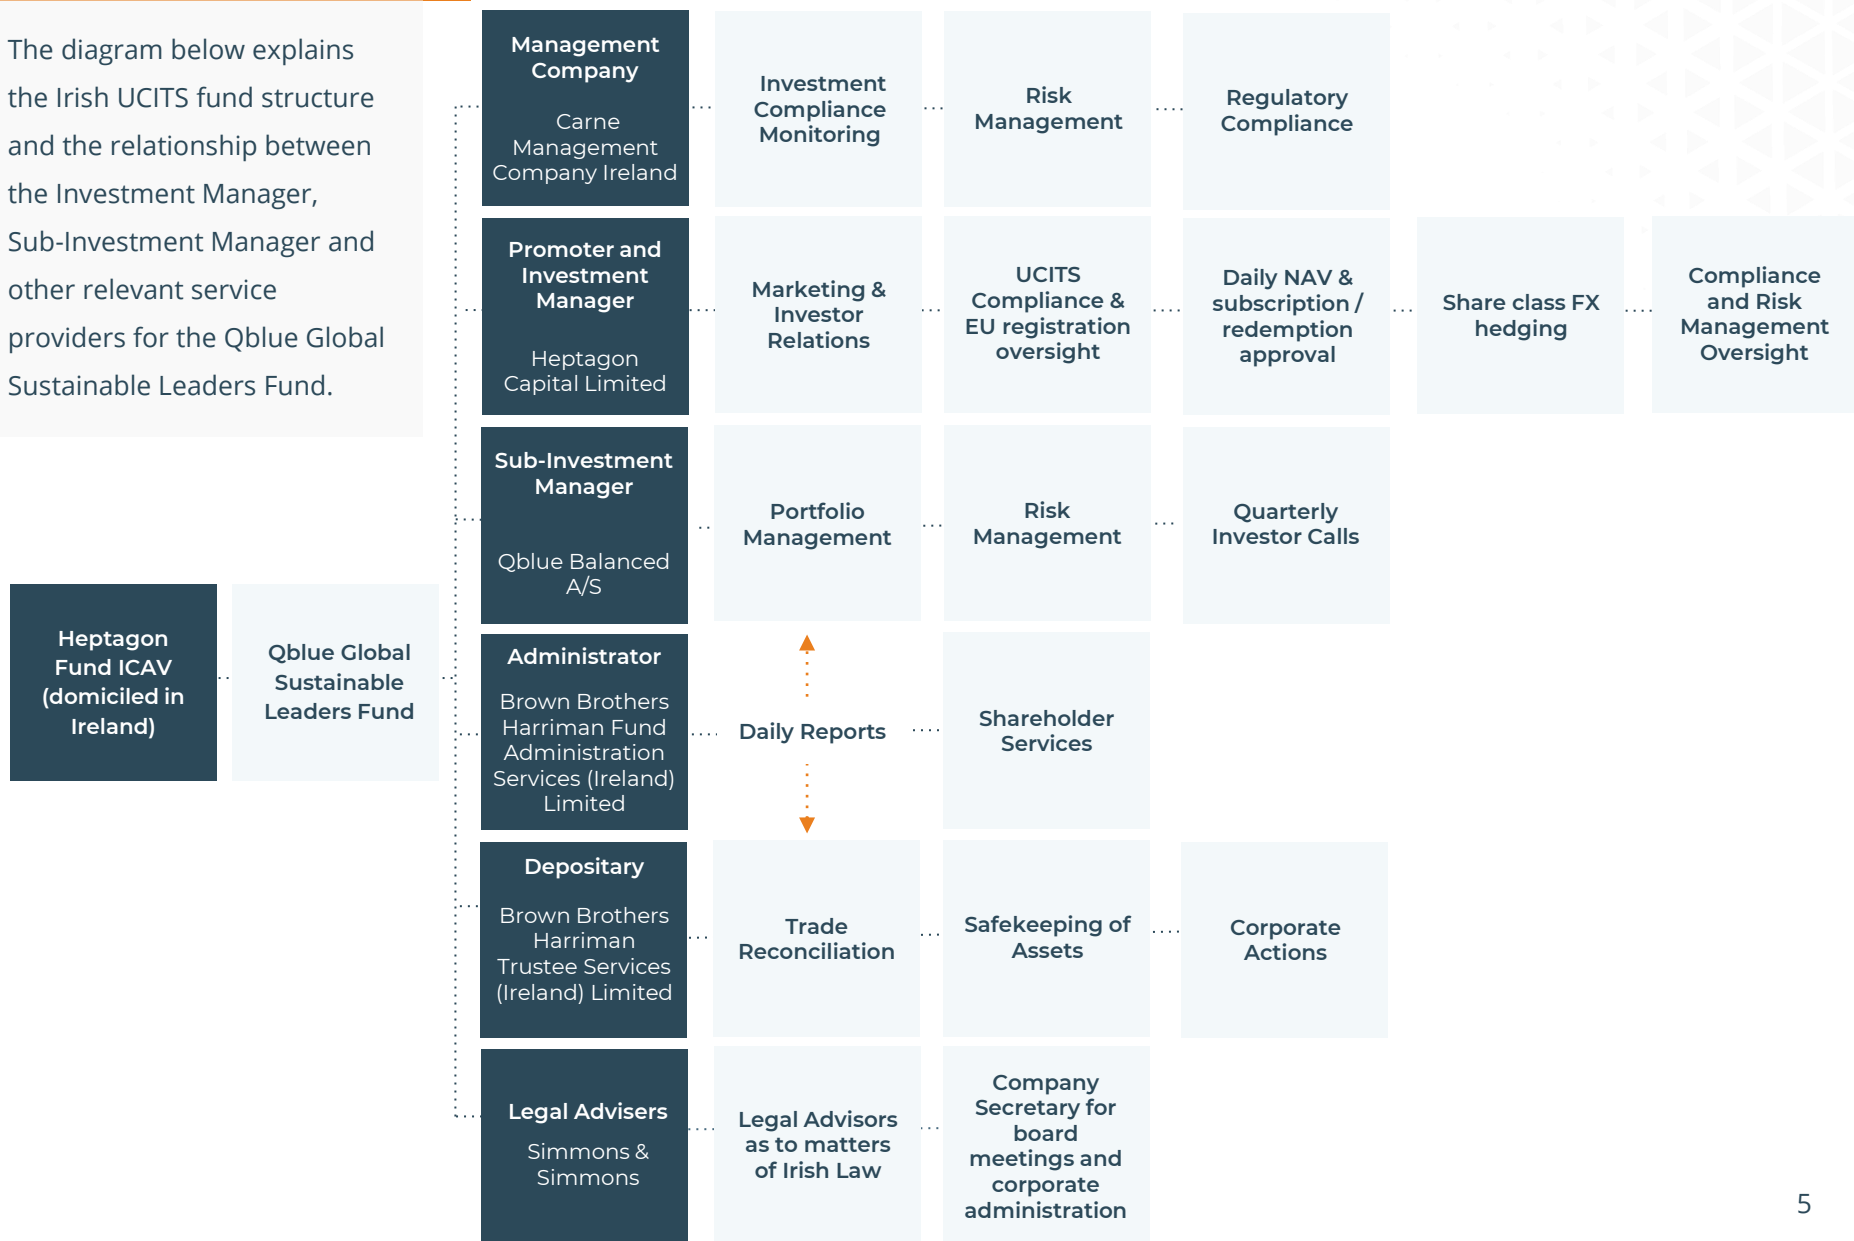 The diagram below explains
the Irish UCITS fund structure
and the relationship between
the Investment Manager,
Sub-Investment Manager and
other relevant service
providers for the Qblue Global
Sustainable Leaders Fund.
Heptagon
Fund ICAV
(domiciled in
Ireland)
Qblue Global
Sustainable
Leaders Fund
Management
Company
Carne
Management
Company Ireland
Investment
Compliance
Monitoring
Risk
Management
Regulatory
Compliance
Promoter and
Investment
Manager
Heptagon
Capital Limited
Marketing &
Investor
Relations
UCITS
Compliance &
EU registration
oversight
Daily NAV &
subscription /
redemption
approval
Share class FX
hedging
Compliance
and Risk
Management
Oversight
Sub-Investment
Manager
Qblue Balanced
A/S
Portfolio
Management
Risk
Management
Quarterly
Investor Calls
Administrator
Brown Brothers
Harriman Fund
Administration
Services (Ireland)
Limited
Daily Reports
Shareholder
Services
Depositary
Brown Brothers
Harriman
Trustee Services
(Ireland) Limited
Trade
Reconciliation
Safekeeping of
Assets
Corporate
Actions
Legal Advisers
Simmons &
Simmons
Legal Advisors
as to matters
of Irish Law
Company
Secretary for
board
meetings and
corporate
administration
5